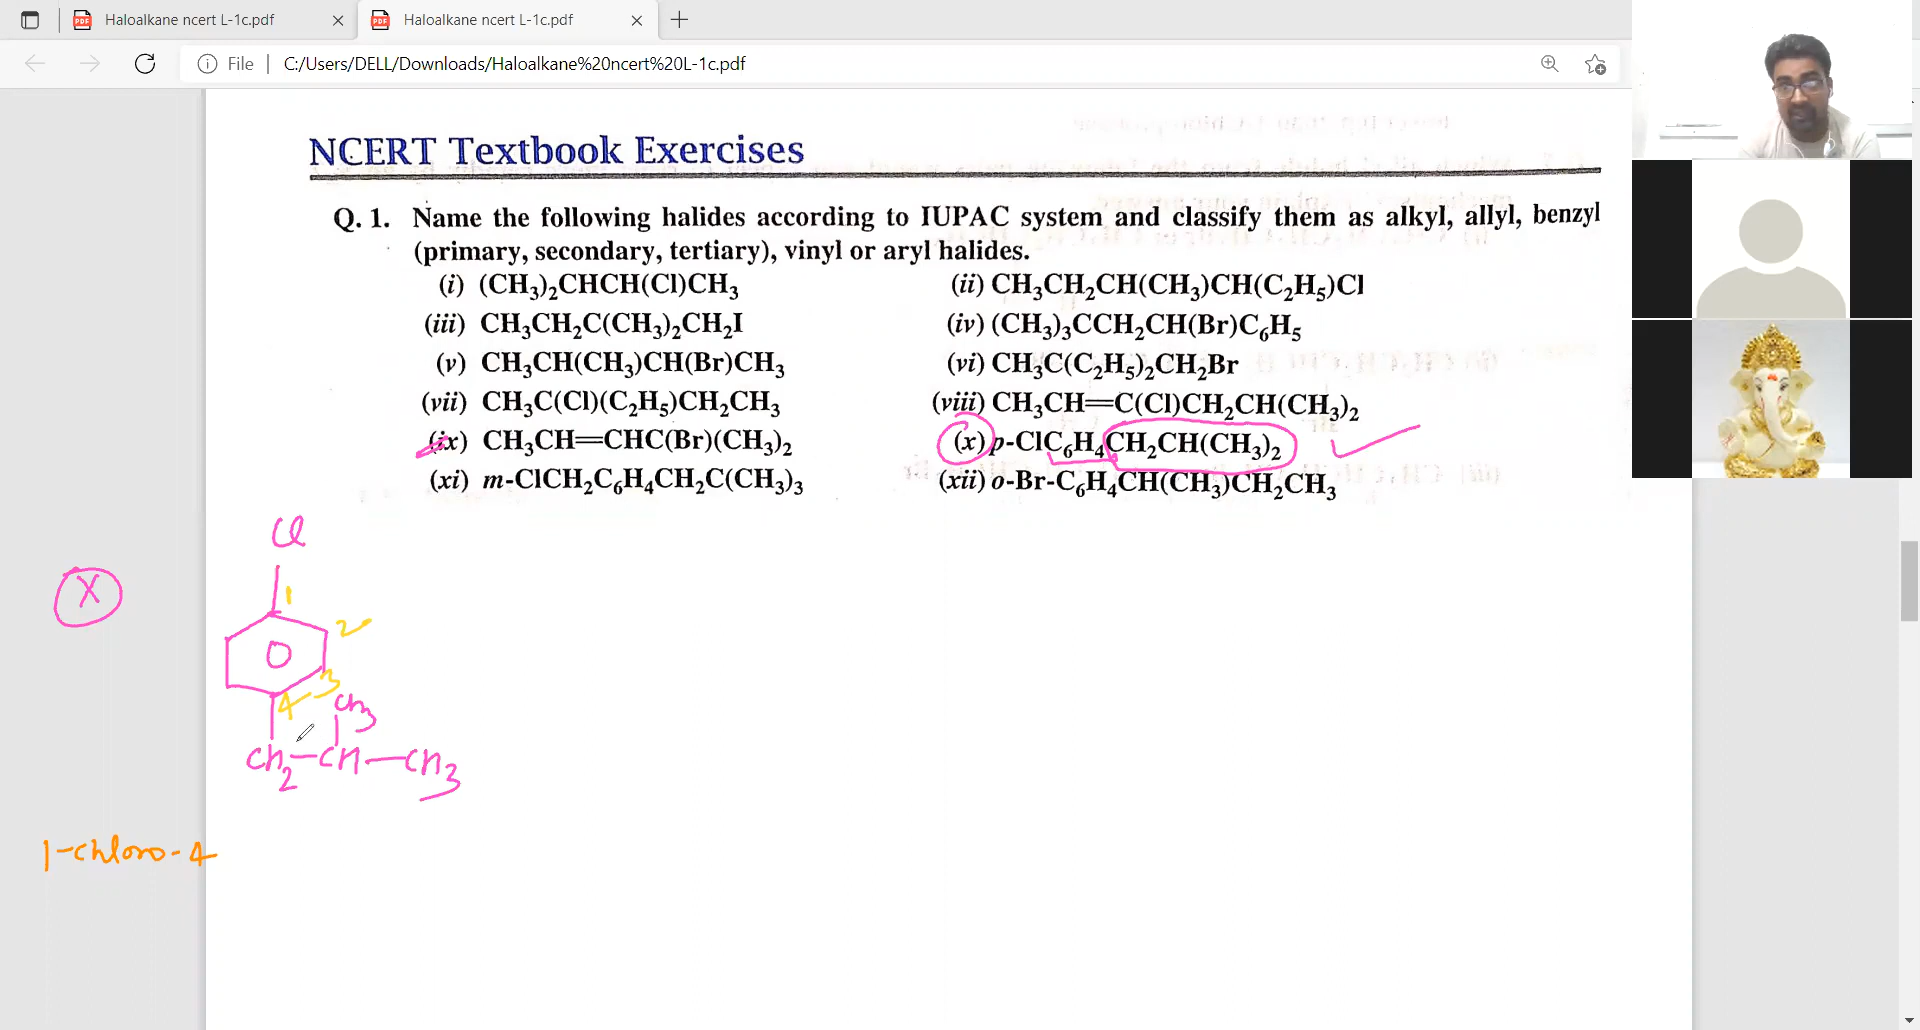 Haloalkane ncert L-1c.pdf
Haloalkane ncert L-1c.pdf
File
C:/Users/DELL/Downloads/Haloalkane%20ncert%20L-1c.pdf
NCERT Textbook Exercises
Q. 1. Name the following halides according to IUPAC system and classify them as alkyl, allyl, benzyl
(primary, secondary, tertiary), vinyl or aryl halides.
(i) (CH₃)₂CHCH(Cl)CH₃
(ii) CH₃CH₂CH(CH₃)CH(C₂H₅)Cl
(iii) CH₃CH₂C(CH₃)₂CH₂I
(iv) (CH₃)₃CCH₂CH(Br)C₆H₅
(v) CH₃CH(CH₃)CH(Br)CH₃
(vi) CH₃C(C₂H₅)₂CH₂Br
(vii) CH₃C(Cl)(C₂H₅)CH₂CH₃
(viii) CH₃CH=C(Cl)CH₂CH(CH₃)₂
(ix) CH₃CH=CHC(Br)(CH₃)₂
(x) p-ClC₆H₄CH₂CH(CH₃)₂
(xi) m-ClCH₂C₆H₄CH₂C(CH₃)₃
(xii) o-Br-C₆H₄CH(CH₃)CH₂CH₃
Cl
X
1
2
3
4
CH₃
CH₂-CH-CH₃
1-chloro-4